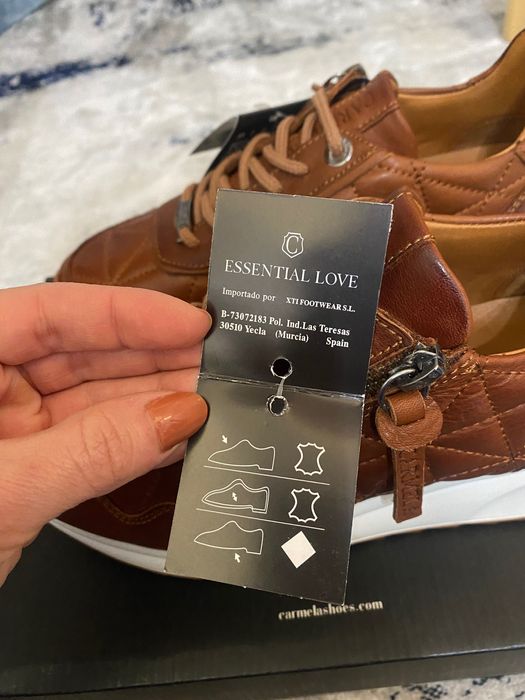 C
ESSENTIAL LOVE
Importado por XTI FOOTWEAR S.L.
B-73072183 Pol. Ind.Las Teresas
30510 Yecla (Murcia) Spain
carmelashoes.com